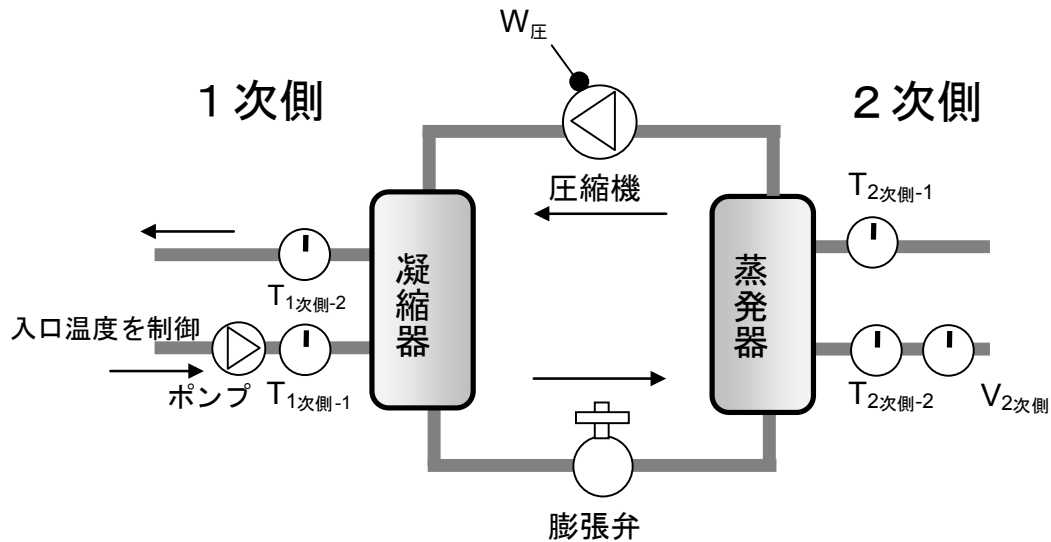 W圧
1次側
2次側
圧縮機
T2次側-1
凝縮器
蒸発器
T1次側-2
入口温度を制御
ポンプ
T1次側-1
T2次側-2
V2次側
膨張弁